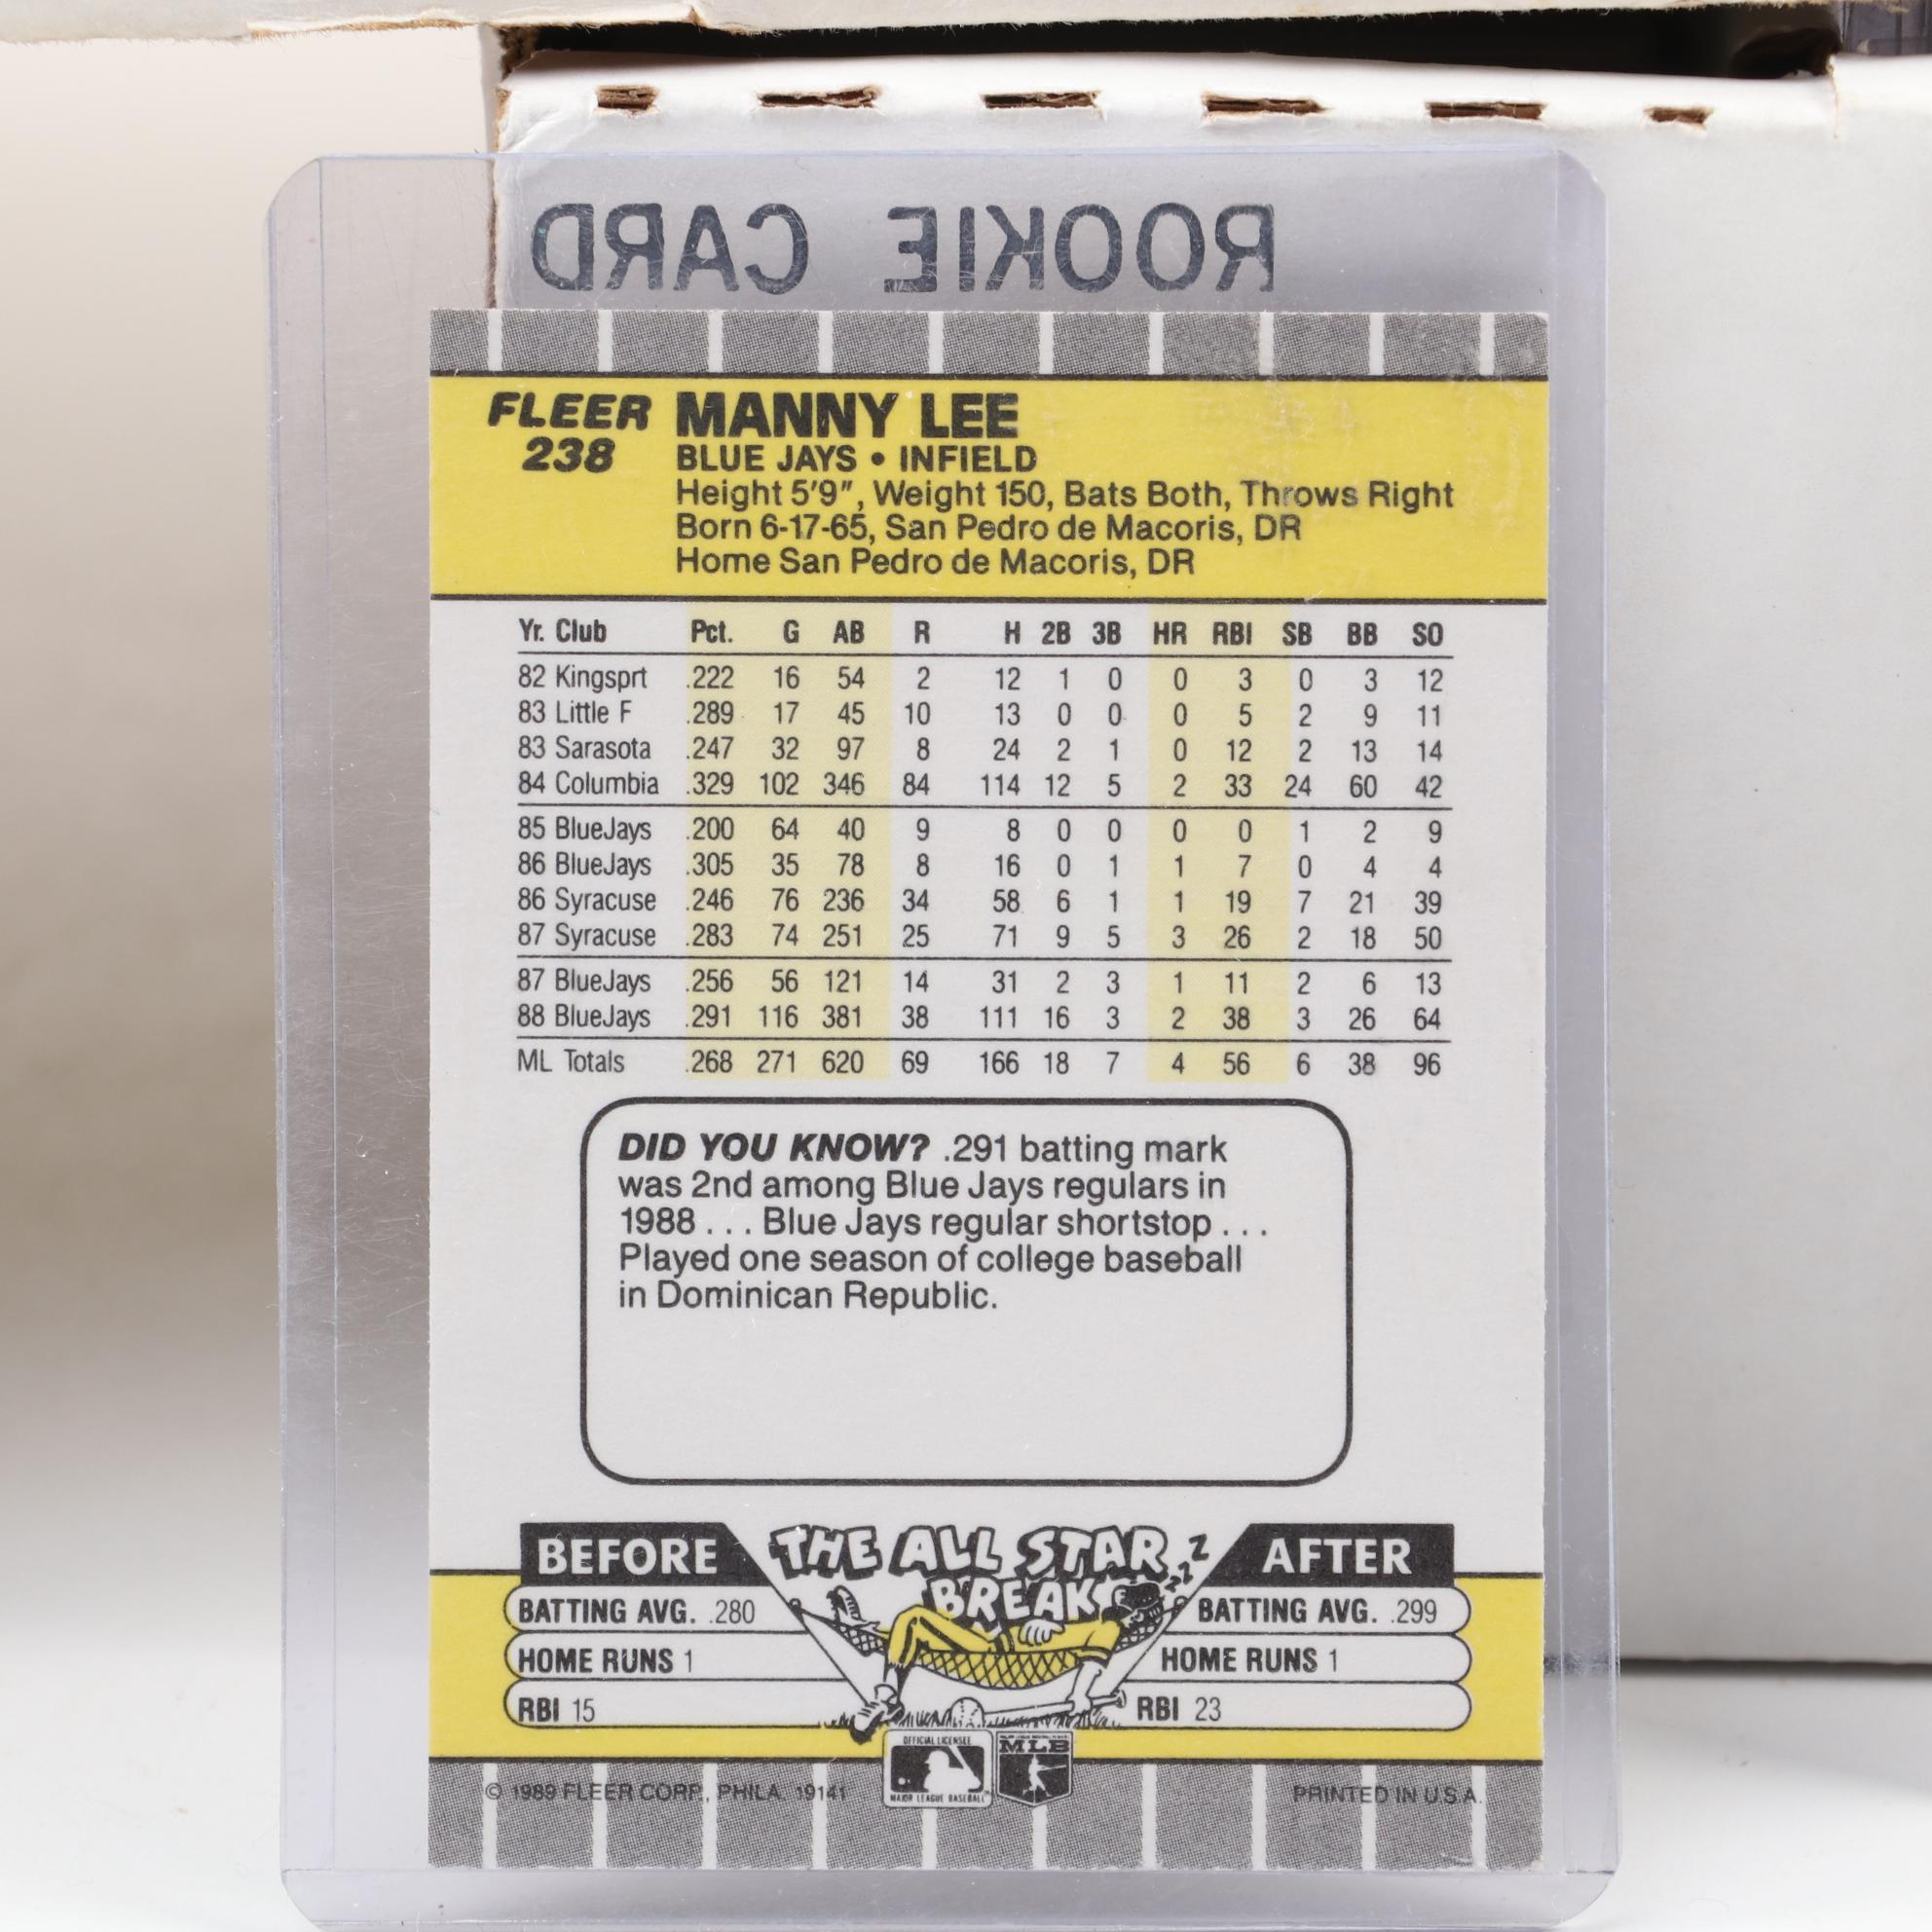 ROOKIE CARD
FLEER
238
MANNY LEE
BLUE JAYS • INFIELD
Height 5'9", Weight 150, Bats Both, Throws Right
Born 6-17-65, San Pedro de Macoris, DR
Home San Pedro de Macoris, DR
Yr. Club Pct. G AB R H 2B 3B HR RBI SB BB SO
82 Kingsprt .222 16 54 2 12 1 0 0 3 0 3 12
83 Little F .289 17 45 10 13 0 0 0 5 2 9 11
83 Sarasota .247 32 97 8 24 2 1 0 12 2 13 14
84 Columbia .329 102 346 84 114 12 5 2 33 24 60 42
85 BlueJays .200 64 40 9 8 0 0 0 0 1 2 9
86 BlueJays .305 35 78 8 16 0 1 1 7 0 4 4
86 Syracuse .246 76 236 34 58 6 1 1 19 7 21 39
87 Syracuse .283 74 251 25 71 9 5 3 26 2 18 50
87 BlueJays .256 56 121 14 31 2 3 1 11 2 6 13
88 BlueJays .291 116 381 38 111 16 3 2 38 3 26 64
ML Totals .268 271 620 69 166 18 7 4 56 6 38 96
DID YOU KNOW? .291 batting mark
was 2nd among Blue Jays regulars in
1988 . . . Blue Jays regular shortstop . . .
Played one season of college baseball
in Dominican Republic.
THE ALL STAR
BREAK
ZZZZ
BEFORE
BATTING AVG. .280
HOME RUNS 1
RBI 15
AFTER
BATTING AVG. .299
HOME RUNS 1
RBI 23
OFFICIAL LICENSEE
MAJOR LEAGUE BASEBALL
MLB
© 1989 FLEER CORP., PHILA. 19141
PRINTED IN U.S.A.